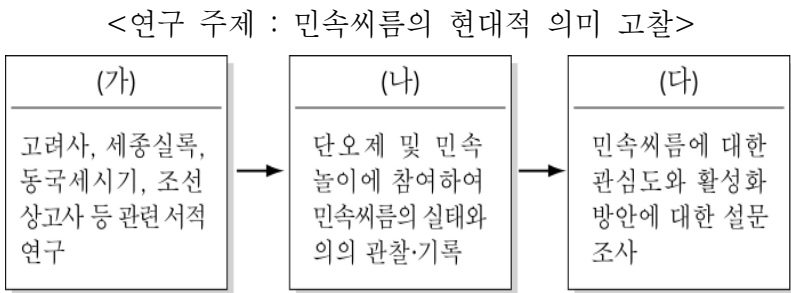 <연구 주제 : 민속씨름의 현대적 의미 고찰>
(가)
고려사, 세종실록,
동국세시기, 조선
상고사 등 관련 서적
연구
(나)
단오제 및 민속
놀이에 참여하여
민속씨름의 실태와
의의 관찰·기록
(다)
민속씨름에 대한
관심도와 활성화
방안에 대한 설문
조사